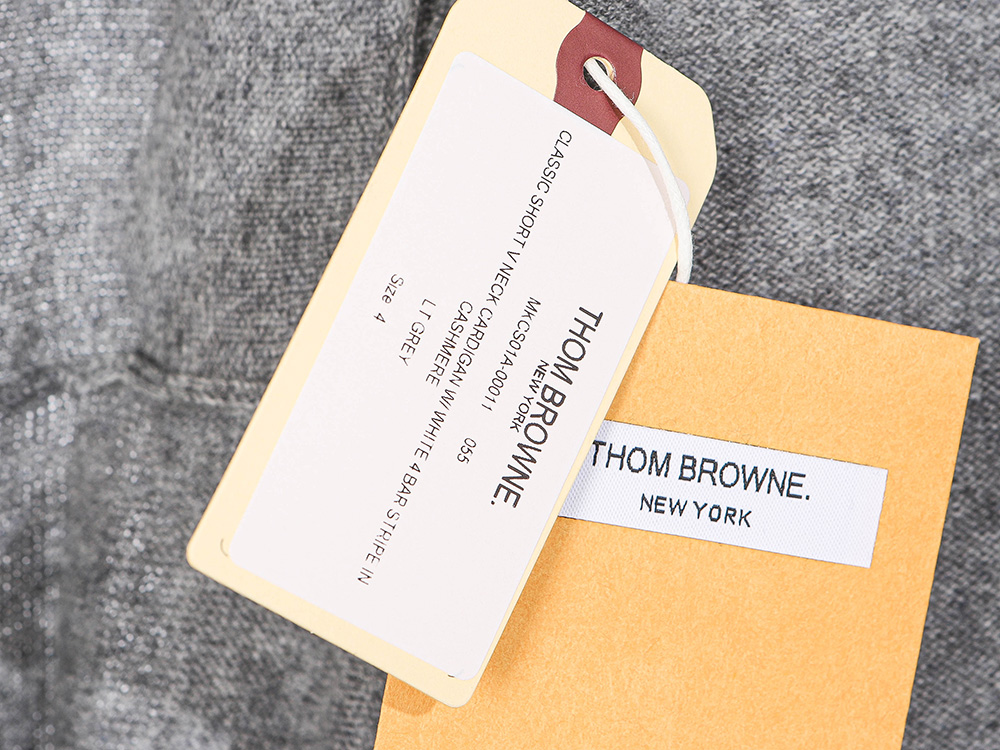 THOM BROWNE.
NEW YORK
MKCS01A-00011 055
CLASSIC SHORT V NECK CARDIGAN W/ WHITE 4 BAR STRIPE IN
CASHMERE
LT GREY
Size 4
THOM BROWNE.
NEW YORK